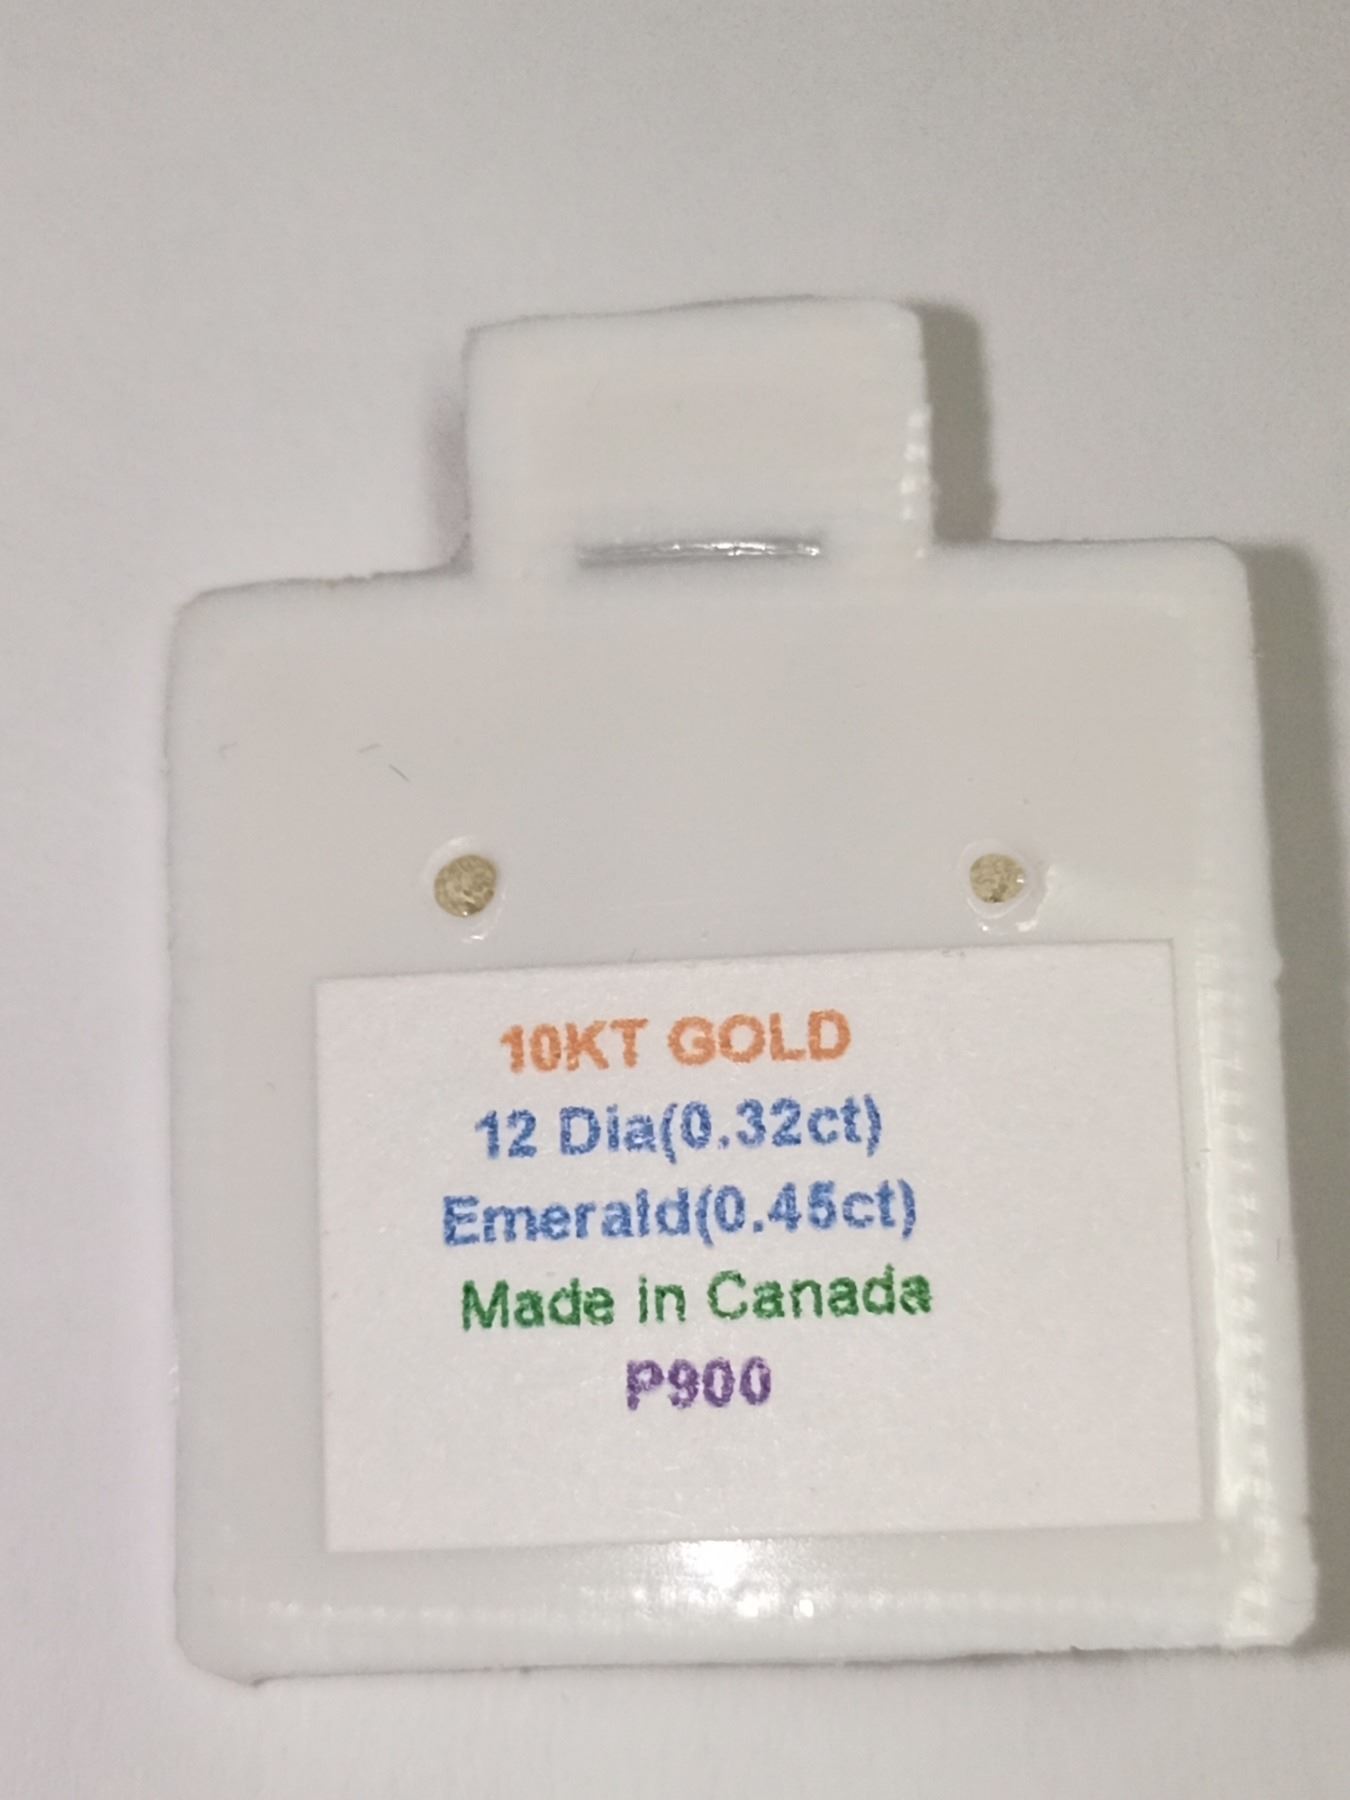 10KT GOLD
12 Dia(0.32ct)
Emerald(0.45ct)
Made in Canada
P900